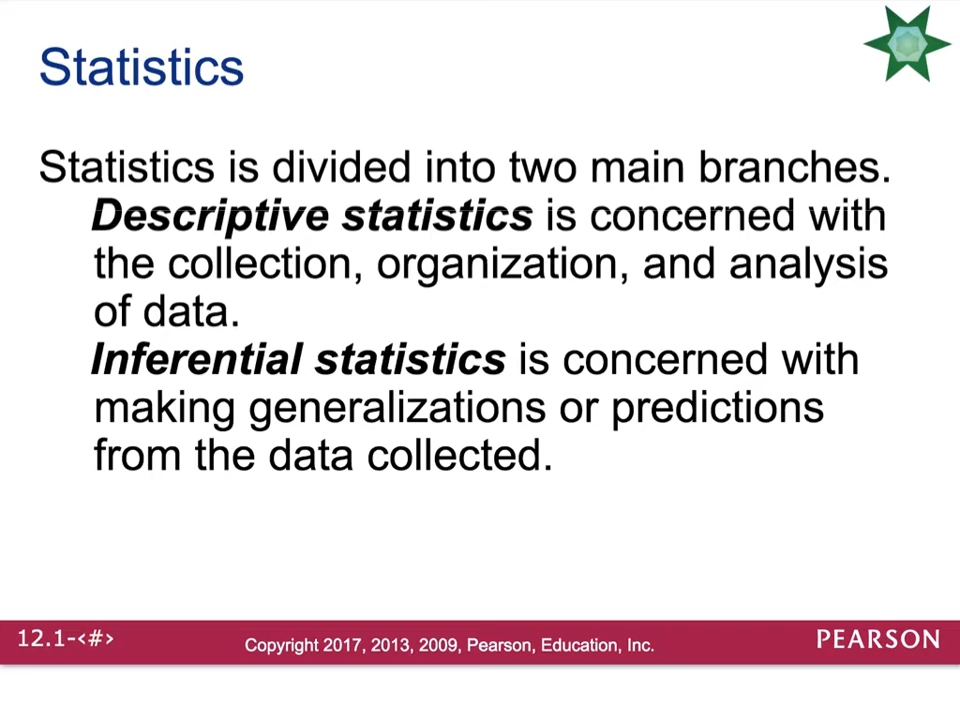 Statistics
Statistics is divided into two main branches.
Descriptive statistics is concerned with
the collection, organization, and analysis
of data.
Inferential statistics is concerned with
making generalizations or predictions
from the data collected.
12.1-‹#›
Copyright 2017, 2013, 2009, Pearson, Education, Inc.
PEARSON